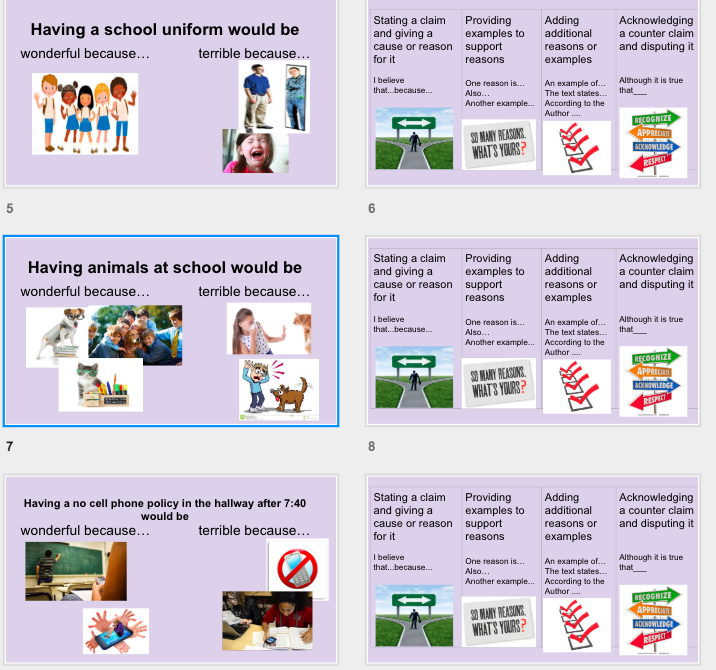 Having a school uniform would be
wonderful because…
terrible because…
5
Stating a claim
and giving a
cause or reason
for it
I believe
that...because...
Providing
examples to
support
reasons
One reason is…
Also…
Another example...
SO MANY REASONS.
WHAT'S YOURS?
Adding
additional
reasons or
examples
An example of…
The text states…
According to the
Author ....
Acknowledging
a counter claim
and disputing it
Although it is true
that___
RECOGNIZE
APPRECIATE
ACKNOWLEDGE
RESPECT
6
Having animals at school would be
wonderful because…
terrible because…
7
Stating a claim
and giving a
cause or reason
for it
I believe
that...because...
Providing
examples to
support
reasons
One reason is…
Also…
Another example...
SO MANY REASONS.
WHAT'S YOURS?
Adding
additional
reasons or
examples
An example of…
The text states…
According to the
Author ....
Acknowledging
a counter claim
and disputing it
Although it is true
that___
RECOGNIZE
APPRECIATE
ACKNOWLEDGE
RESPECT
8
Having a no cell phone policy in the hallway after 7:40
would be
wonderful because…
terrible because…
Stating a claim
and giving a
cause or reason
for it
I believe
that...because...
Providing
examples to
support
reasons
One reason is…
Also…
Another example...
SO MANY REASONS.
WHAT'S YOURS?
Adding
additional
reasons or
examples
An example of…
The text states…
According to the
Author ....
Acknowledging
a counter claim
and disputing it
Although it is true
that___
RECOGNIZE
APPRECIATE
ACKNOWLEDGE
RESPECT